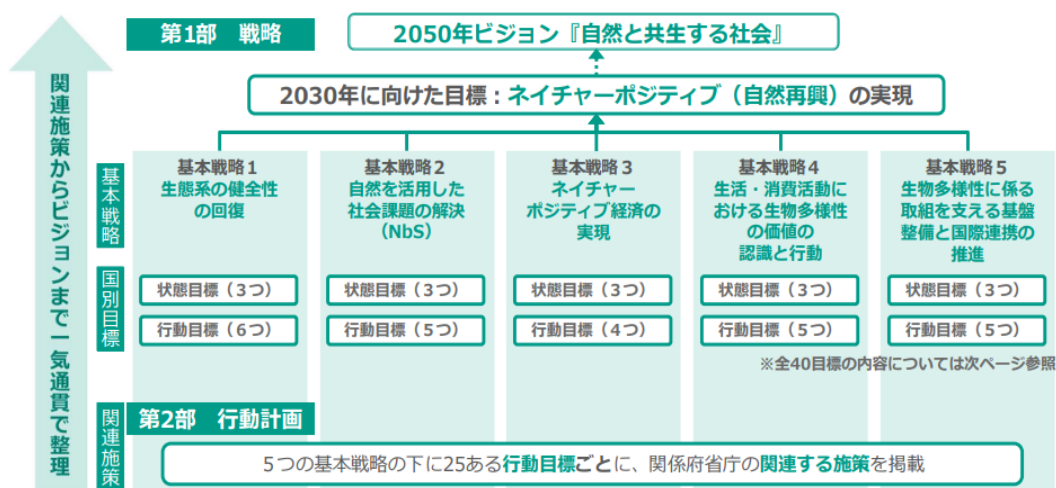 第1部 戦略
2050年ビジョン『自然と共生する社会』
2030年に向けた目標：ネイチャーポジティブ（自然再興）の実現
関連施策からビジョンまで一気通貫で整理
基本戦略
基本戦略１
生態系の健全性
の回復
基本戦略２
自然を活用した
社会課題の解決
（NbS）
基本戦略３
ネイチャー
ポジティブ経済の
実現
基本戦略４
生活・消費活動に
おける生物多様性
の価値の
認識と行動
基本戦略５
生物多様性に係る
取組を支える基盤
整備と国際連携の
推進
国別目標
状態目標（３つ）
状態目標（３つ）
状態目標（３つ）
状態目標（３つ）
状態目標（３つ）
行動目標（６つ）
行動目標（５つ）
行動目標（４つ）
行動目標（５つ）
行動目標（５つ）
※全40目標の内容については次ページ参照
関連施策
第2部 行動計画
５つの基本戦略の下に25ある行動目標ごとに、関係府省庁の関連する施策を掲載